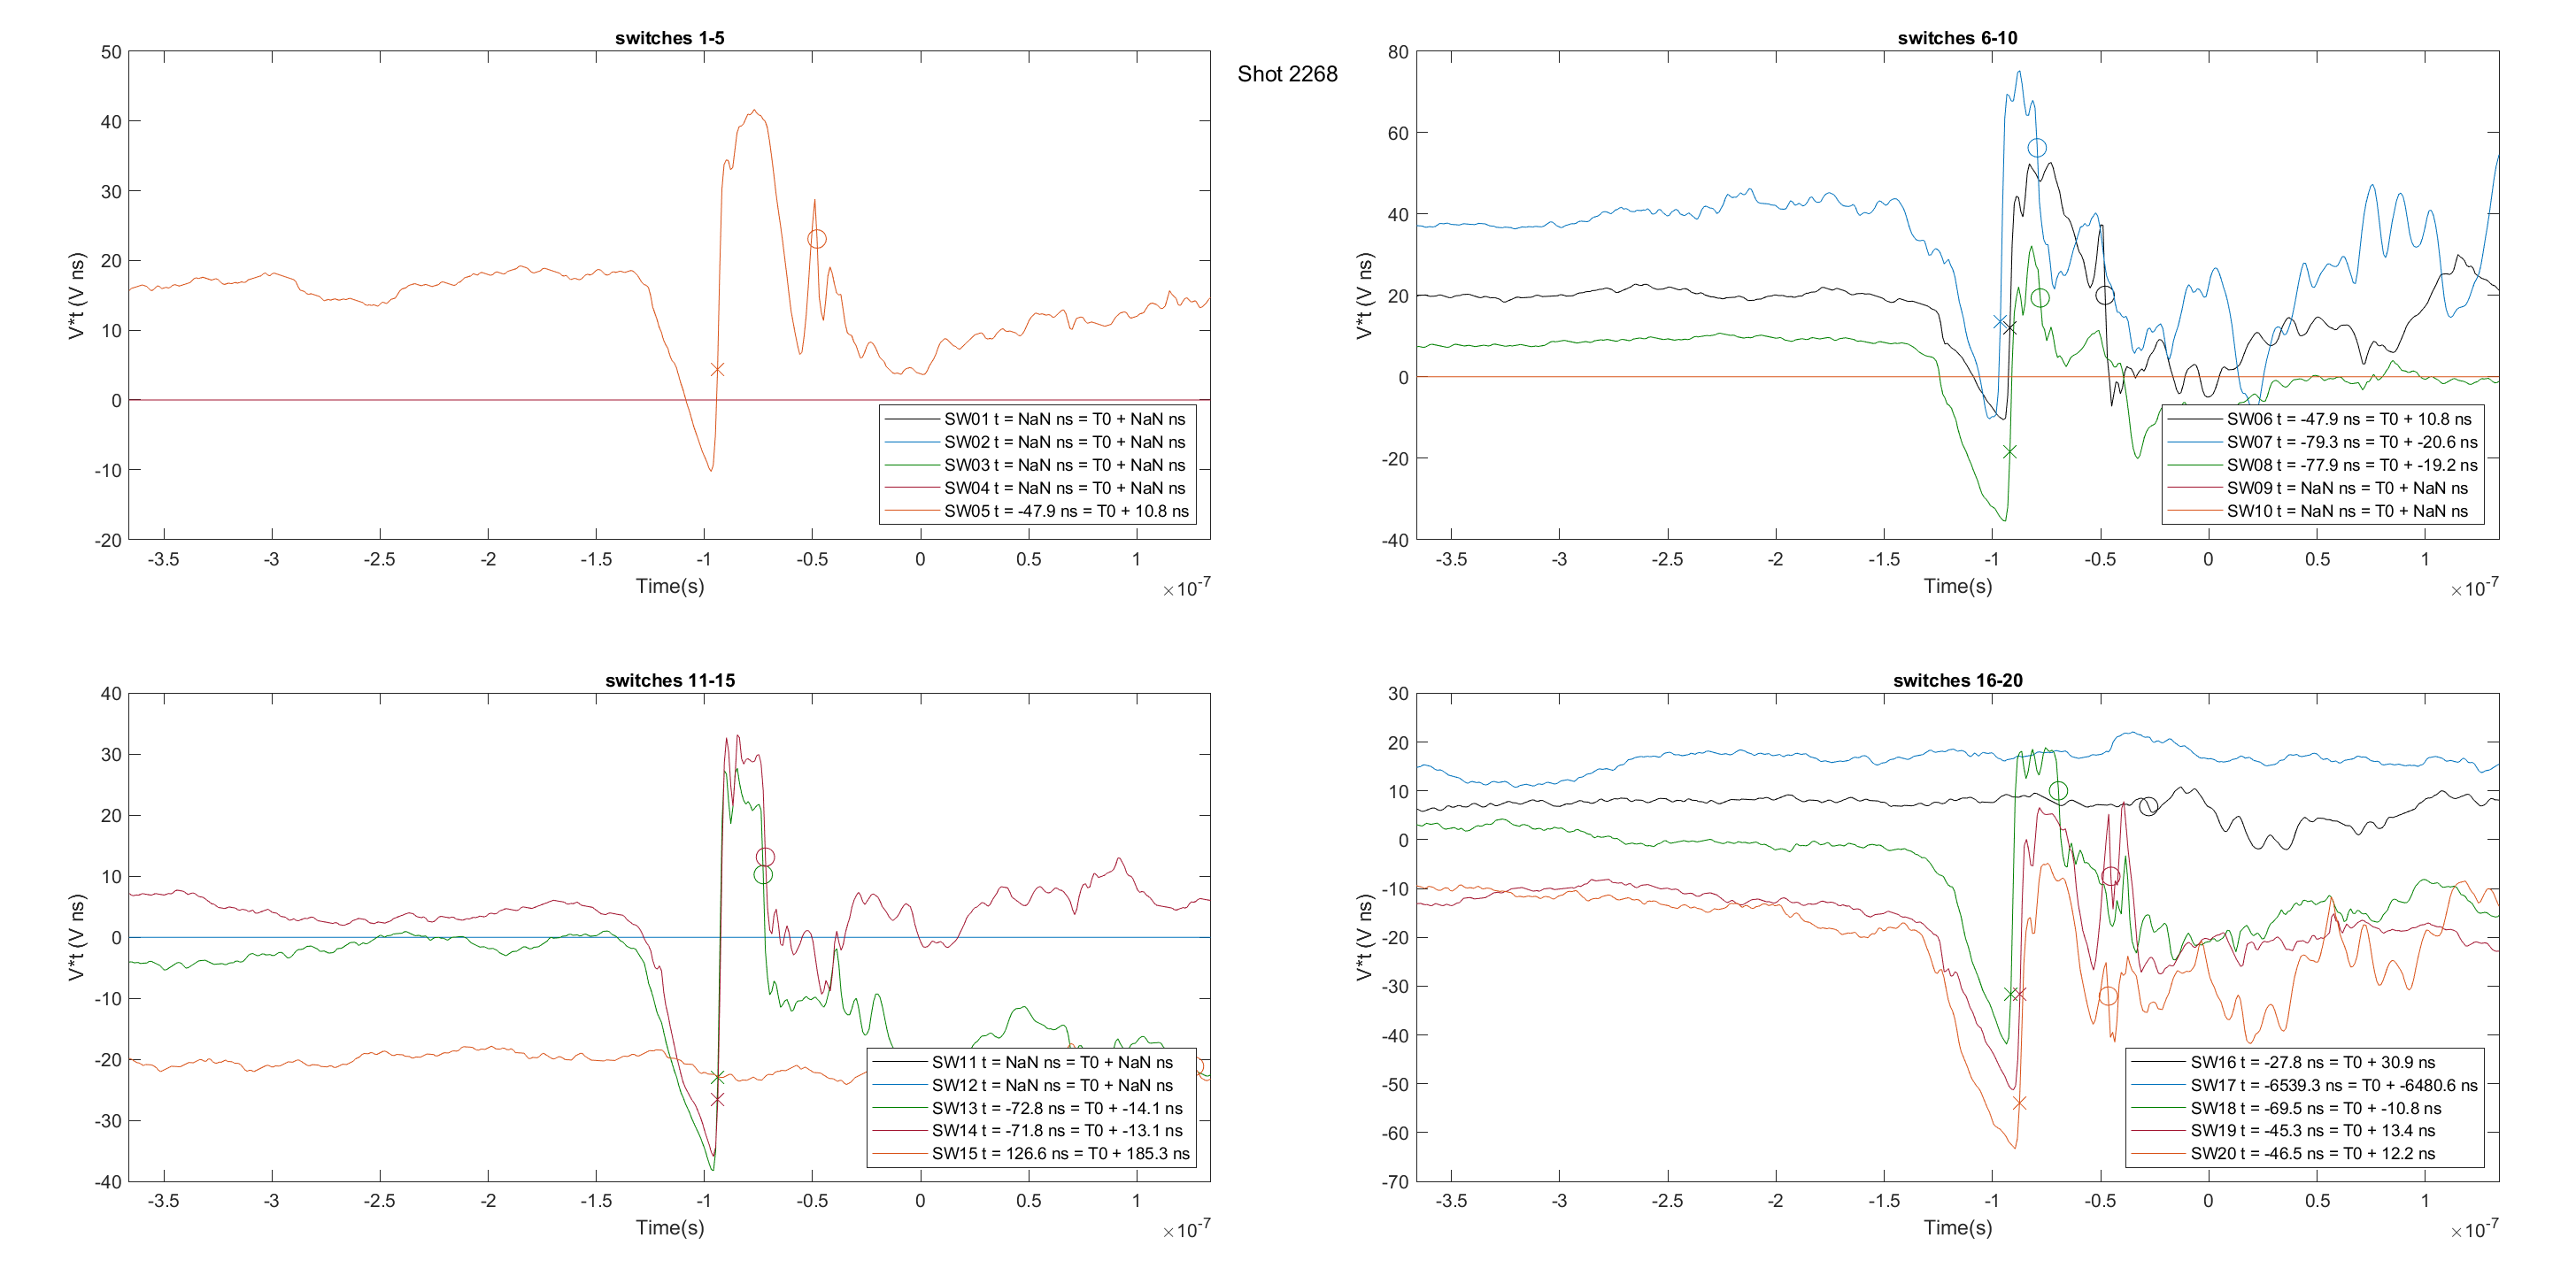 Shot 2268
switches 1-5
50
40
30
20
10
0
-10
-20
V*t (V ns)
-3.5 -3 -2.5 -2 -1.5 -1 -0.5 0 0.5 1
Time(s)
×10-7
SW01 t = NaN ns = T0 + NaN ns
SW02 t = NaN ns = T0 + NaN ns
SW03 t = NaN ns = T0 + NaN ns
SW04 t = NaN ns = T0 + NaN ns
SW05 t = -47.9 ns = T0 + 10.8 ns
switches 6-10
80
60
40
20
0
-20
-40
V*t (V ns)
-3.5 -3 -2.5 -2 -1.5 -1 -0.5 0 0.5 1
Time(s)
×10-7
SW06 t = -47.9 ns = T0 + 10.8 ns
SW07 t = -79.3 ns = T0 + -20.6 ns
SW08 t = -77.9 ns = T0 + -19.2 ns
SW09 t = NaN ns = T0 + NaN ns
SW10 t = NaN ns = T0 + NaN ns
switches 11-15
40
30
20
10
0
-10
-20
-30
-40
V*t (V ns)
-3.5 -3 -2.5 -2 -1.5 -1 -0.5 0 0.5 1
Time(s)
×10-7
SW11 t = NaN ns = T0 + NaN ns
SW12 t = NaN ns = T0 + NaN ns
SW13 t = -72.8 ns = T0 + -14.1 ns
SW14 t = -71.8 ns = T0 + -13.1 ns
SW15 t = 126.6 ns = T0 + 185.3 ns
switches 16-20
30
20
10
0
-10
-20
-30
-40
-50
-60
-70
V*t (V ns)
-3.5 -3 -2.5 -2 -1.5 -1 -0.5 0 0.5 1
Time(s)
×10-7
SW16 t = -27.8 ns = T0 + 30.9 ns
SW17 t = -6539.3 ns = T0 + -6480.6 ns
SW18 t = -69.5 ns = T0 + -10.8 ns
SW19 t = -45.3 ns = T0 + 13.4 ns
SW20 t = -46.5 ns = T0 + 12.2 ns